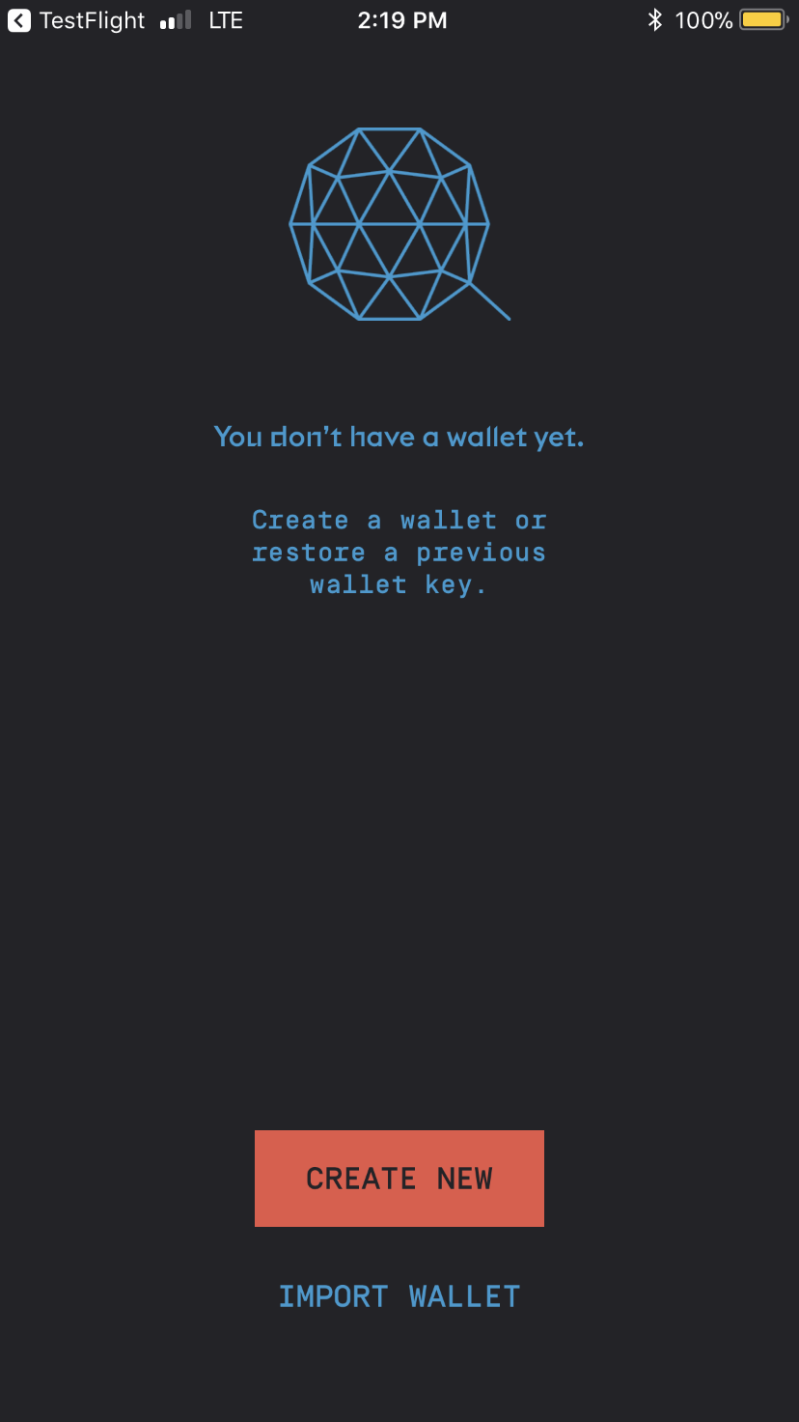 TestFlight LTE 2:19 PM 100%
You don't have a wallet yet.
Create a wallet or
restore a previous
wallet key.
CREATE NEW
IMPORT WALLET